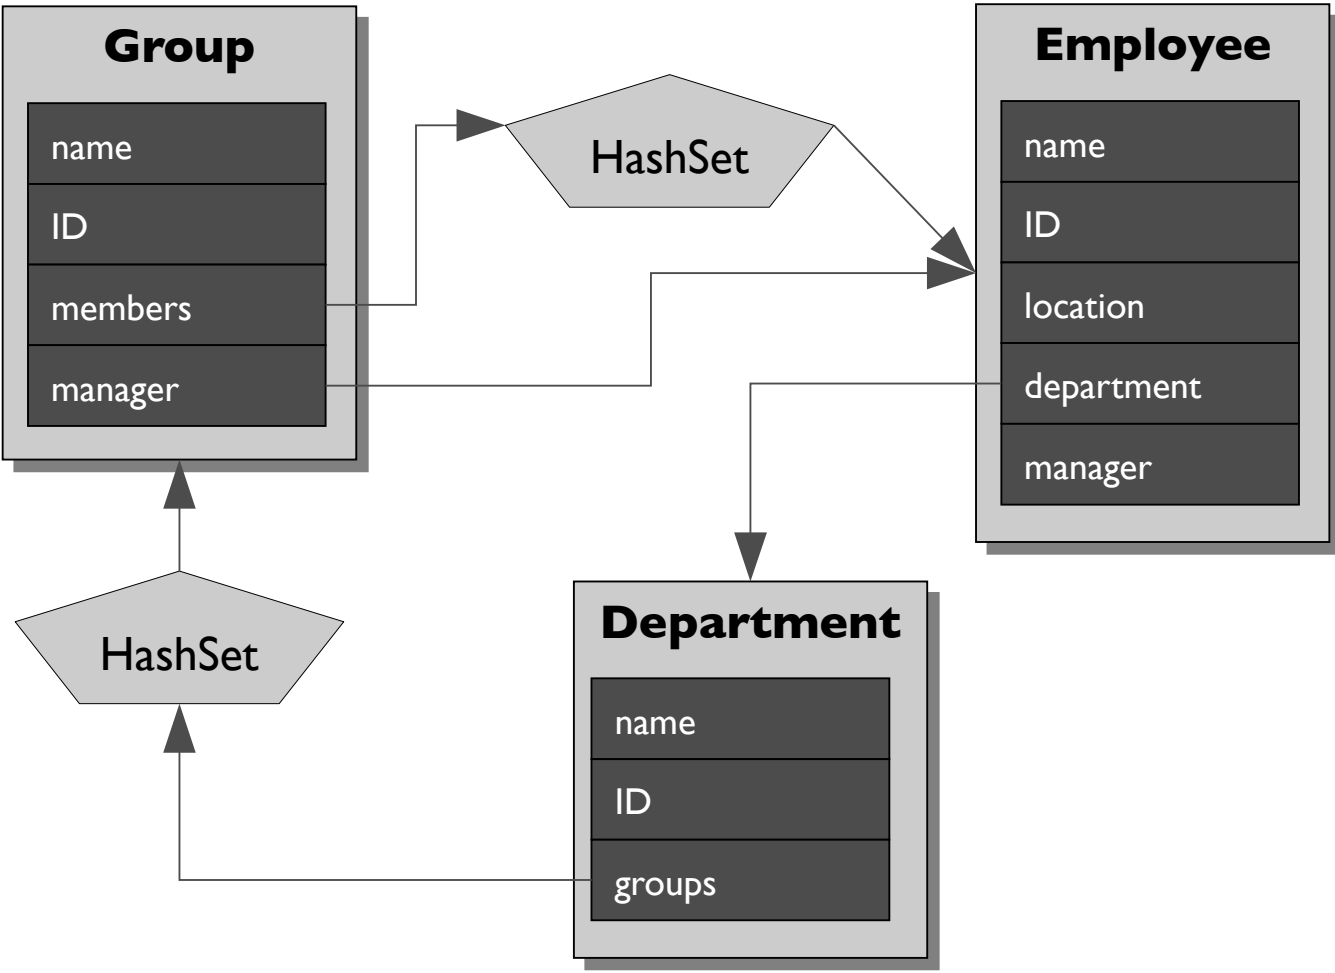 Group
name
ID
members
manager
HashSet
Employee
name
ID
location
department
manager
HashSet
Department
name
ID
groups